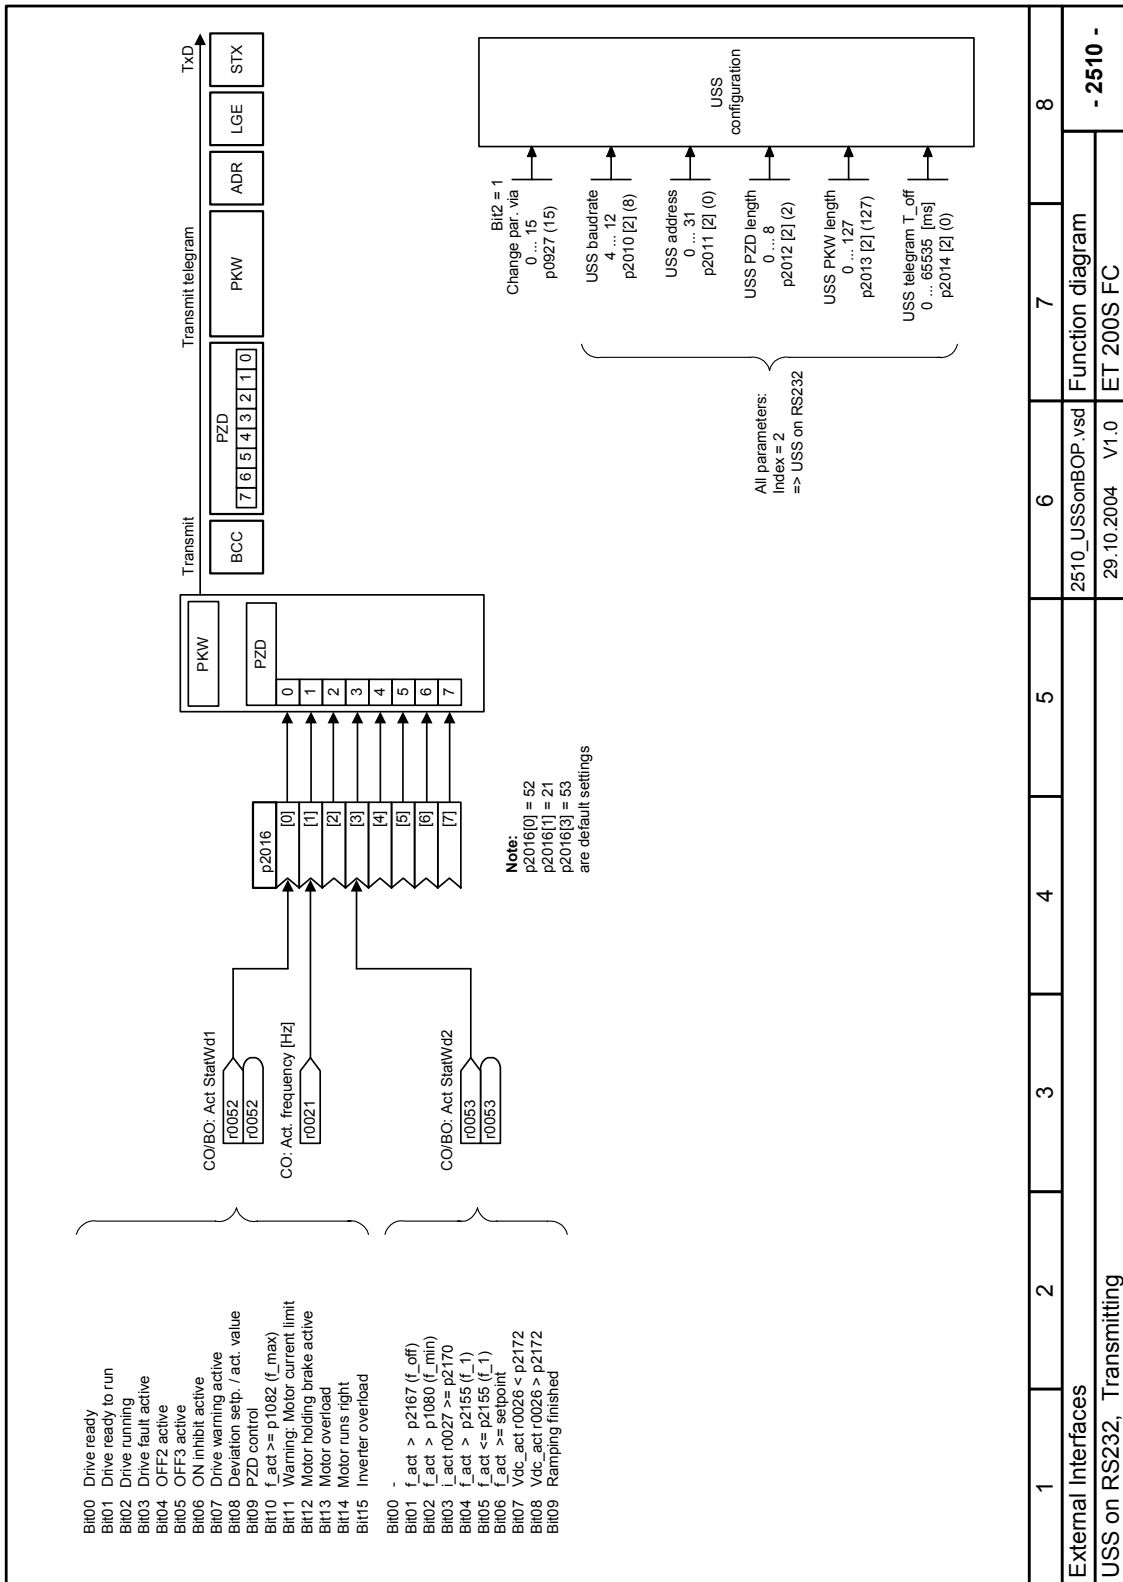 Bit00 Drive ready
Bit01 Drive ready to run
Bit02 Drive running
Bit03 Drive fault active
Bit04 OFF2 active
Bit05 OFF3 active
Bit06 ON inhibit active
Bit07 Drive warning active
Bit08 Deviation setp. / act. value
Bit09 PZD control
Bit10 f_act >= p1082 (f_max)
Bit11 Warning: Motor current limit
Bit12 Motor holding brake active
Bit13 Motor overload
Bit14 Motor runs right
Bit15 Inverter overload
Bit00 -
Bit01 f_act > p2167 (f_off)
Bit02 f_act > p1080 (f_min)
Bit03 i_act r0027 >= p2170
Bit04 f_act > p2155 (f_1)
Bit05 f_act <= p2155 (f_1)
Bit06 f_act >= setpoint
Bit07 Vdc_act r0026 < p2172
Bit08 Vdc_act r0026 > p2172
Bit09 Ramping finished
CO/BO: Act StatWd1
r0052
r0052
CO: Act. frequency [Hz]
r0021
CO/BO: Act StatWd2
r0053
r0053
p2016
[0]
[1]
[2]
[3]
[4]
[5]
[6]
[7]
Note:
p2016[0] = 52
p2016[1] = 21
p2016[3] = 53
are default settings
PKW
PZD
0
1
2
3
4
5
6
7
Transmit
Transmit telegram
TxD
BCC
PZD
7 6 5 4 3 2 1 0
PKW
ADR
LGE
STX
All parameters:
Index = 2
=> USS on RS232
Bit2 = 1
Change par. via
0 ... 15
p0927 (15)
USS baudrate
4 ... 12
p2010 [2] (8)
USS address
0 ... 31
p2011 [2] (0)
USS PZD length
0 ... 8
p2012 [2] (2)
USS PKW length
0 ... 127
p2013 [2] (127)
USS telegram T_off
0 ... 65535 [ms]
p2014 [2] (0)
USS
configuration
1 2 3 4 5 6 7 8
External Interfaces
2510_USSonBOP.vsd
Function diagram
- 2510 -
USS on RS232, Transmitting
29.10.2004 V1.0
ET 200S FC